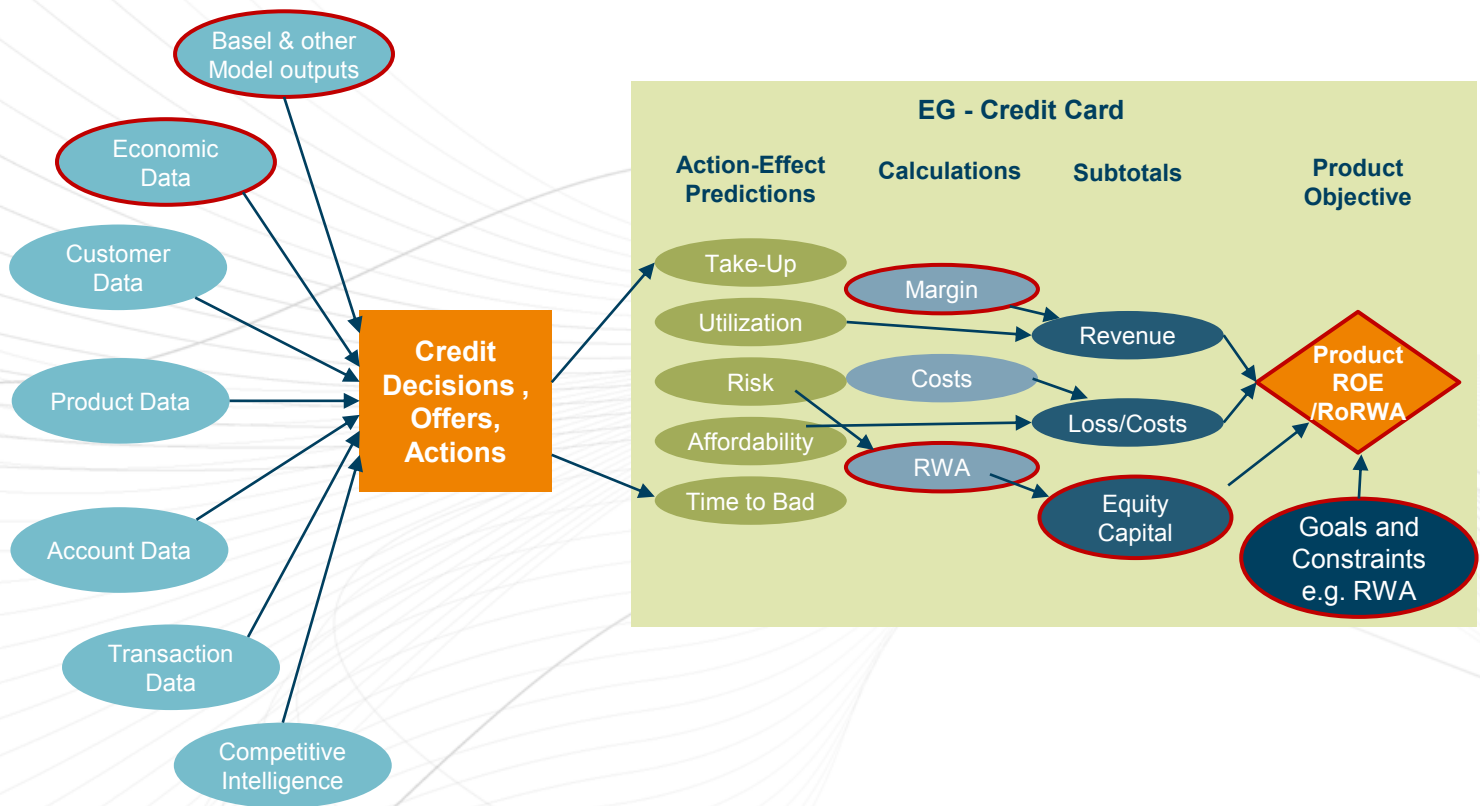 Basel & other
Model outputs
Economic
Data
Customer
Data
Product Data
Account Data
Transaction
Data
Competitive
Intelligence
Credit
Decisions ,
Offers,
Actions
EG - Credit Card
Action-Effect
Predictions
Calculations
Subtotals
Product
Objective
Take-Up
Utilization
Risk
Affordability
Time to Bad
Margin
Costs
RWA
Revenue
Loss/Costs
Equity
Capital
Product
ROE
/RoRWA
Goals and
Constraints
e.g. RWA